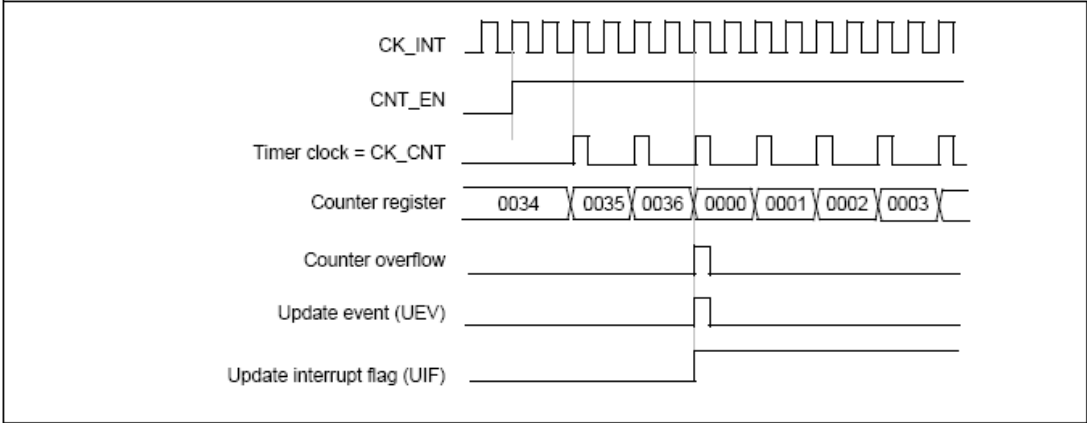 CK_INT
CNT_EN
Timer clock = CK_CNT
Counter register 0034 0035 0036 0000 0001 0002 0003
Counter overflow
Update event (UEV)
Update interrupt flag (UIF)